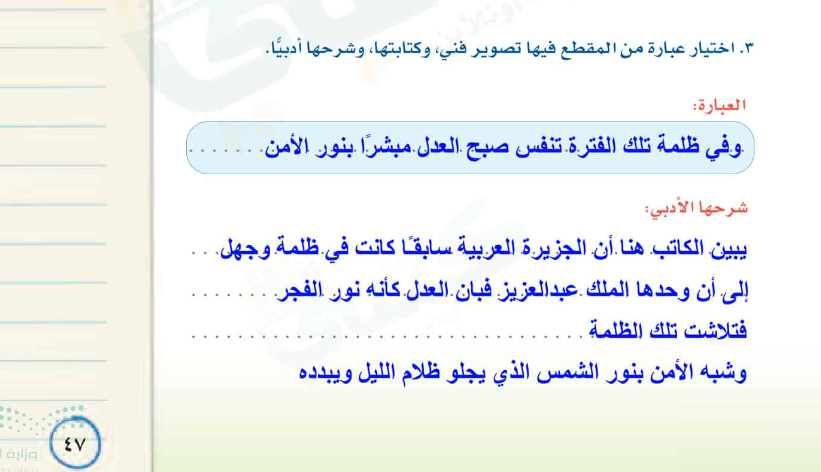 ٣. اختيار عبارة من المقطع فيها تصوير فني، وكتابتها، وشرحها أدبيًّا.
العبارة:
وفي ظلمة تلك الفترة تنفس صبح العدل مبشرًا بنور الأمن
شرحها الأدبي:
يبين الكاتب هنا أن الجزيرة العربية سابقًا كانت في ظلمة وجهل
إلى أن وحدها الملك عبدالعزيز فبان العدل كأنه نور الفجر
فتلاشت تلك الظلمة
وشبه الأمن بنور الشمس الذي يجلو ظلام الليل ويبدده
٤٧